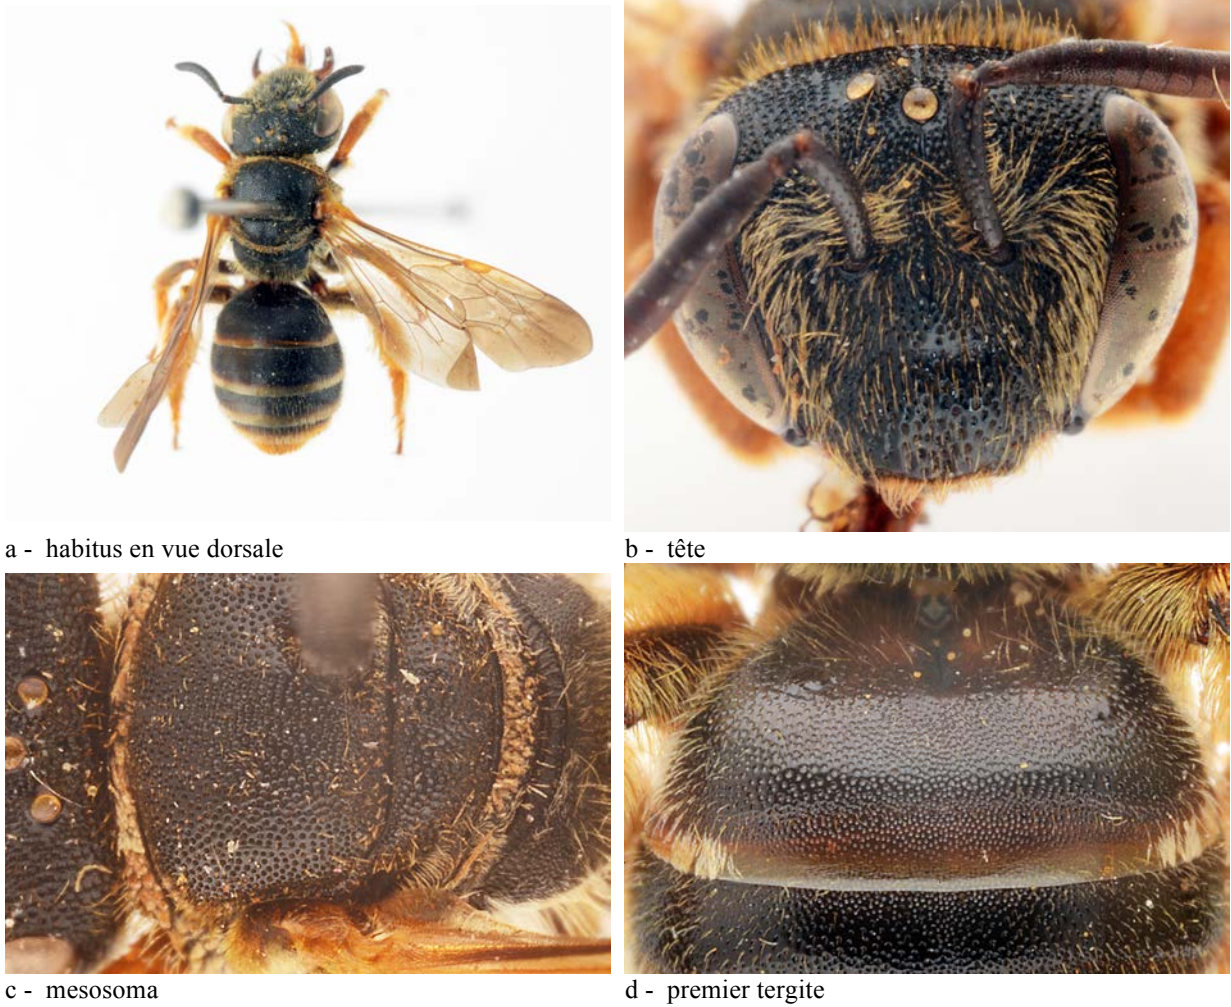 a - habitus en vue dorsale
b - tête
c - mesosoma
d - premier tergite